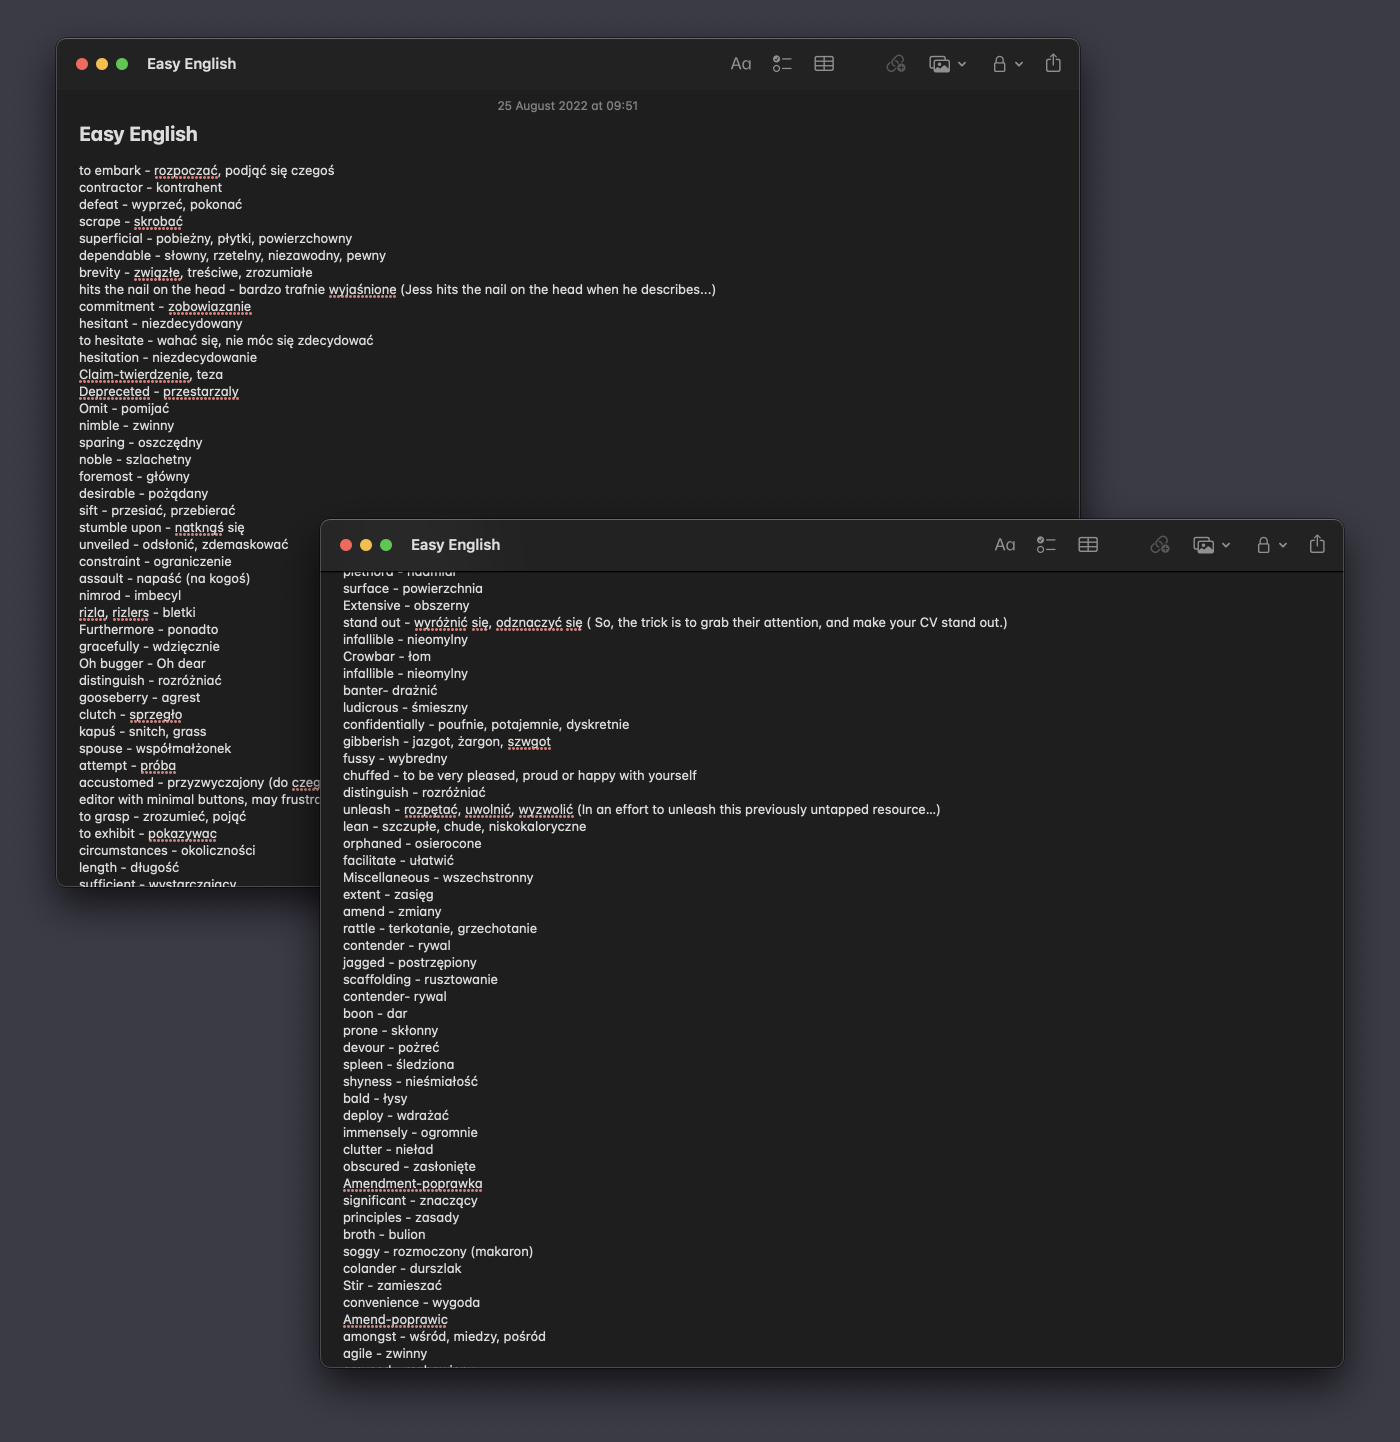 Easy English
Aa
25 August 2022 at 09:51
Easy English
to embark - rozpoczać, podjąć się czegoś
contractor - kontrahent
defeat - wyprzeć, pokonać
scrape - skrobać
superficial - pobieżny, płytki, powierzchowny
dependable - słowny, rzetelny, niezawodny, pewny
brevity - zwięzłe, treściwe, zrozumiałe
hits the nail on the head - bardzo trafnie wyjaśnione (Jess hits the nail on the head when he describes...)
commitment - zobowiazanie
hesitant - niezdecydowany
to hesitate - wahać się, nie móc się zdecydować
hesitation - niezdecydowanie
Claim-twierdzenie, teza
Depreceted - przestarzaly
Omit - pomijać
nimble - zwinny
sparing - oszczędny
noble - szlachetny
foremost - główny
desirable - pożądany
sift - przesiać, przebierać
stumble upon - natknąś się
unveiled - odsłonić, zdemaskować
constraint - ograniczenie
assault - napaść (na kogoś)
nimrod - imbecyl
rizla, rizlers - bletki
Furthermore - ponadto
gracefully - wdzięcznie
Oh bugger - Oh dear
distinguish - rozróżniać
gooseberry - agrest
clutch - sprzęgło
kapuś - snitch, grass
spouse - współmałżonek
attempt - próba
accustomed - przyzwyczajony (do czeg
editor with minimal buttons, may frustra
to grasp - zrozumieć, pojąć
to exhibit - pokazywac
circumstances - okoliczności
length - długość
sufficient - wystarczający
Easy English
Aa
plethora - nadmiar
surface - powierzchnia
Extensive - obszerny
stand out - wyróżnić się, odznaczyć się ( So, the trick is to grab their attention, and make your CV stand out.)
infallible - nieomylny
Crowbar - łom
infallible - nieomylny
banter- drażnić
ludicrous - śmieszny
confidentially - poufnie, potajemnie, dyskretnie
gibberish - jazgot, żargon, szwgot
fussy - wybredny
chuffed - to be very pleased, proud or happy with yourself
distinguish - rozróżniać
unleash - rozpętać, uwolnić, wyzwolić (In an effort to unleash this previously untapped resource...)
lean - szczupłe, chude, niskokaloryczne
orphaned - osierocone
facilitate - ułatwić
Miscellaneous - wszechstronny
extent - zasięg
amend - zmiany
rattle - terkotanie, grzechotanie
contender - rywal
jagged - postrzępiony
scaffolding - rusztowanie
contender- rywal
boon - dar
prone - skłonny
devour - pożreć
spleen - śledziona
shyness - nieśmiałość
bald - łysy
deploy - wdrażać
immensely - ogromnie
clutter - nieład
obscured - zasłonięte
Amendment-poprawka
significant - znaczący
principles - zasady
broth - bulion
soggy - rozmoczony (makaron)
colander - durszlak
Stir - zamieszać
convenience - wygoda
Amend-poprawic
amongst - wśród, miedzy, pośród
agile - zwinny